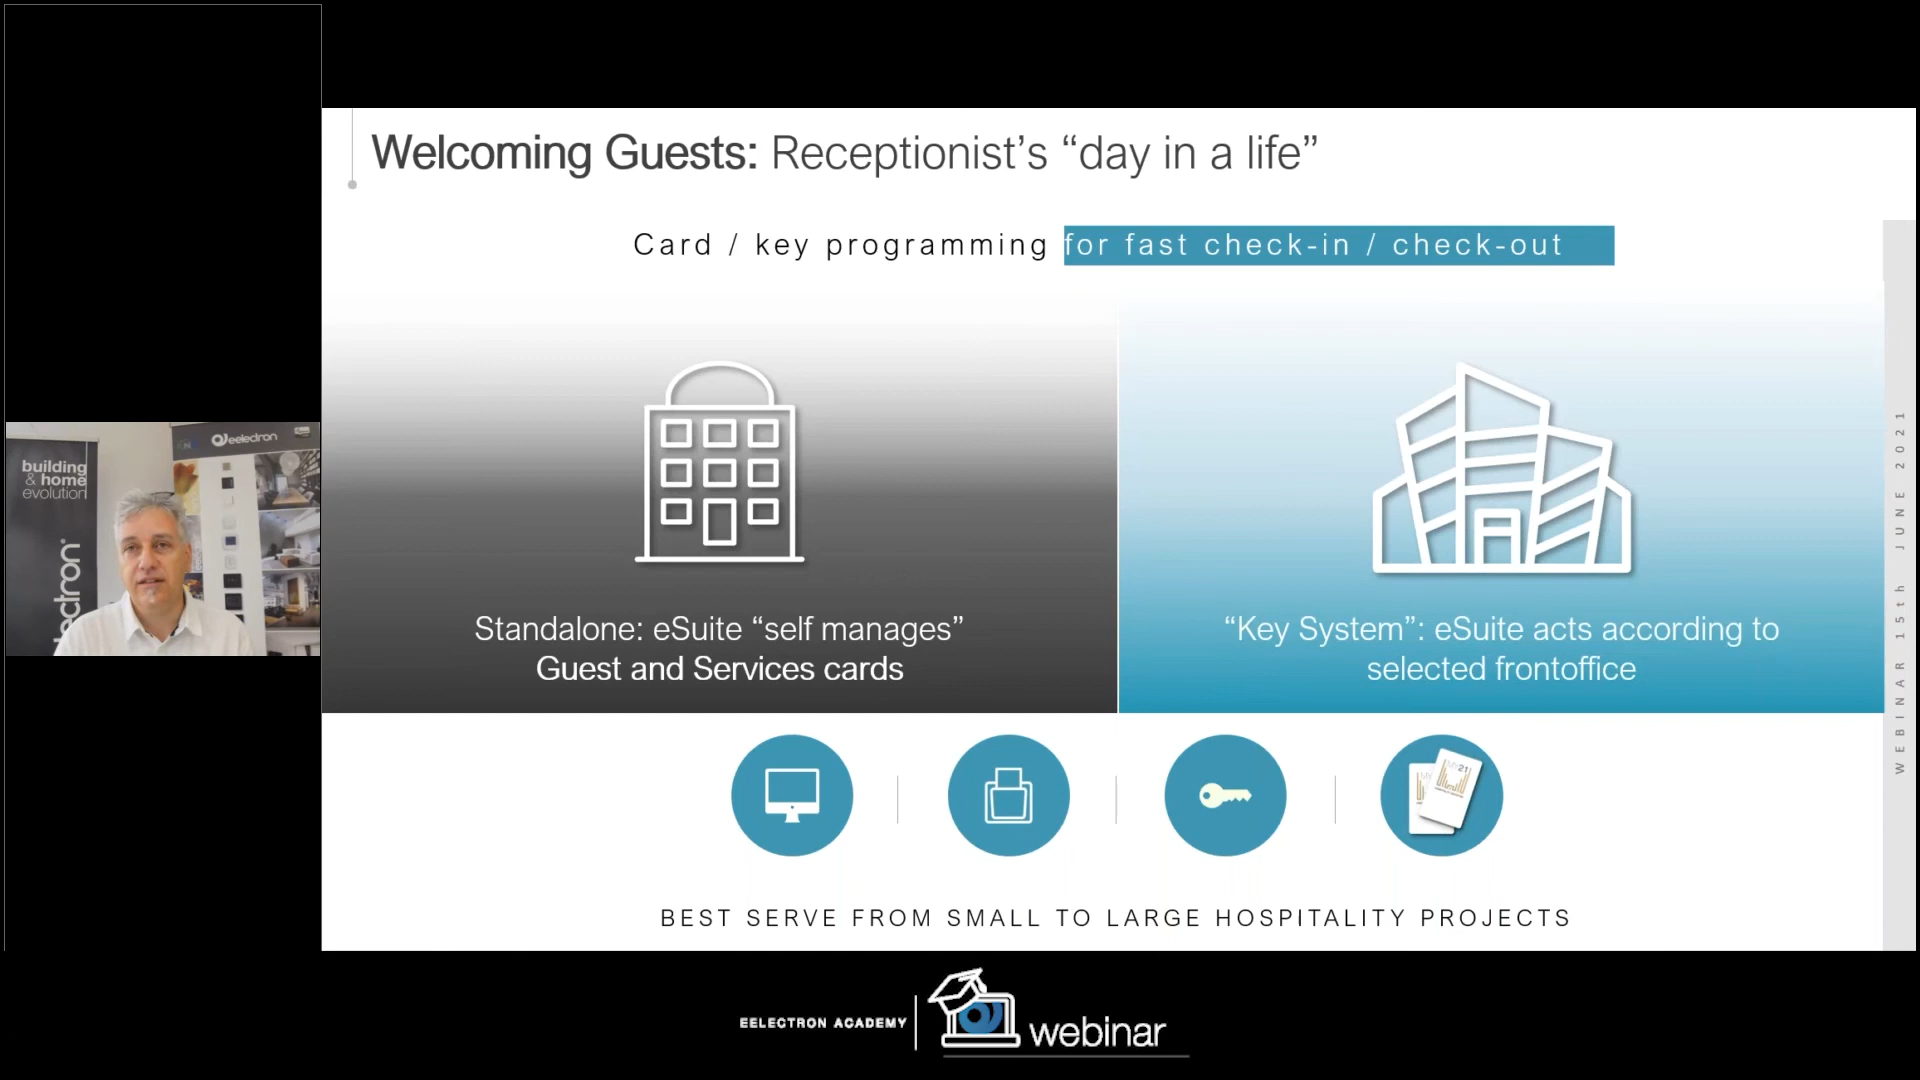 Welcoming Guests: Receptionist’s “day in a life”
Card / key programming for fast check-in / check-out
Standalone: eSuite “self manages”
Guest and Services cards
“Key System”: eSuite acts according to
selected frontoffice
BEST SERVE FROM SMALL TO LARGE HOSPITALITY PROJECTS
WEBINAR 15th JUNE 2021
building
& home
evolution
eelectron
MY21
EELECTRON ACADEMY
webinar